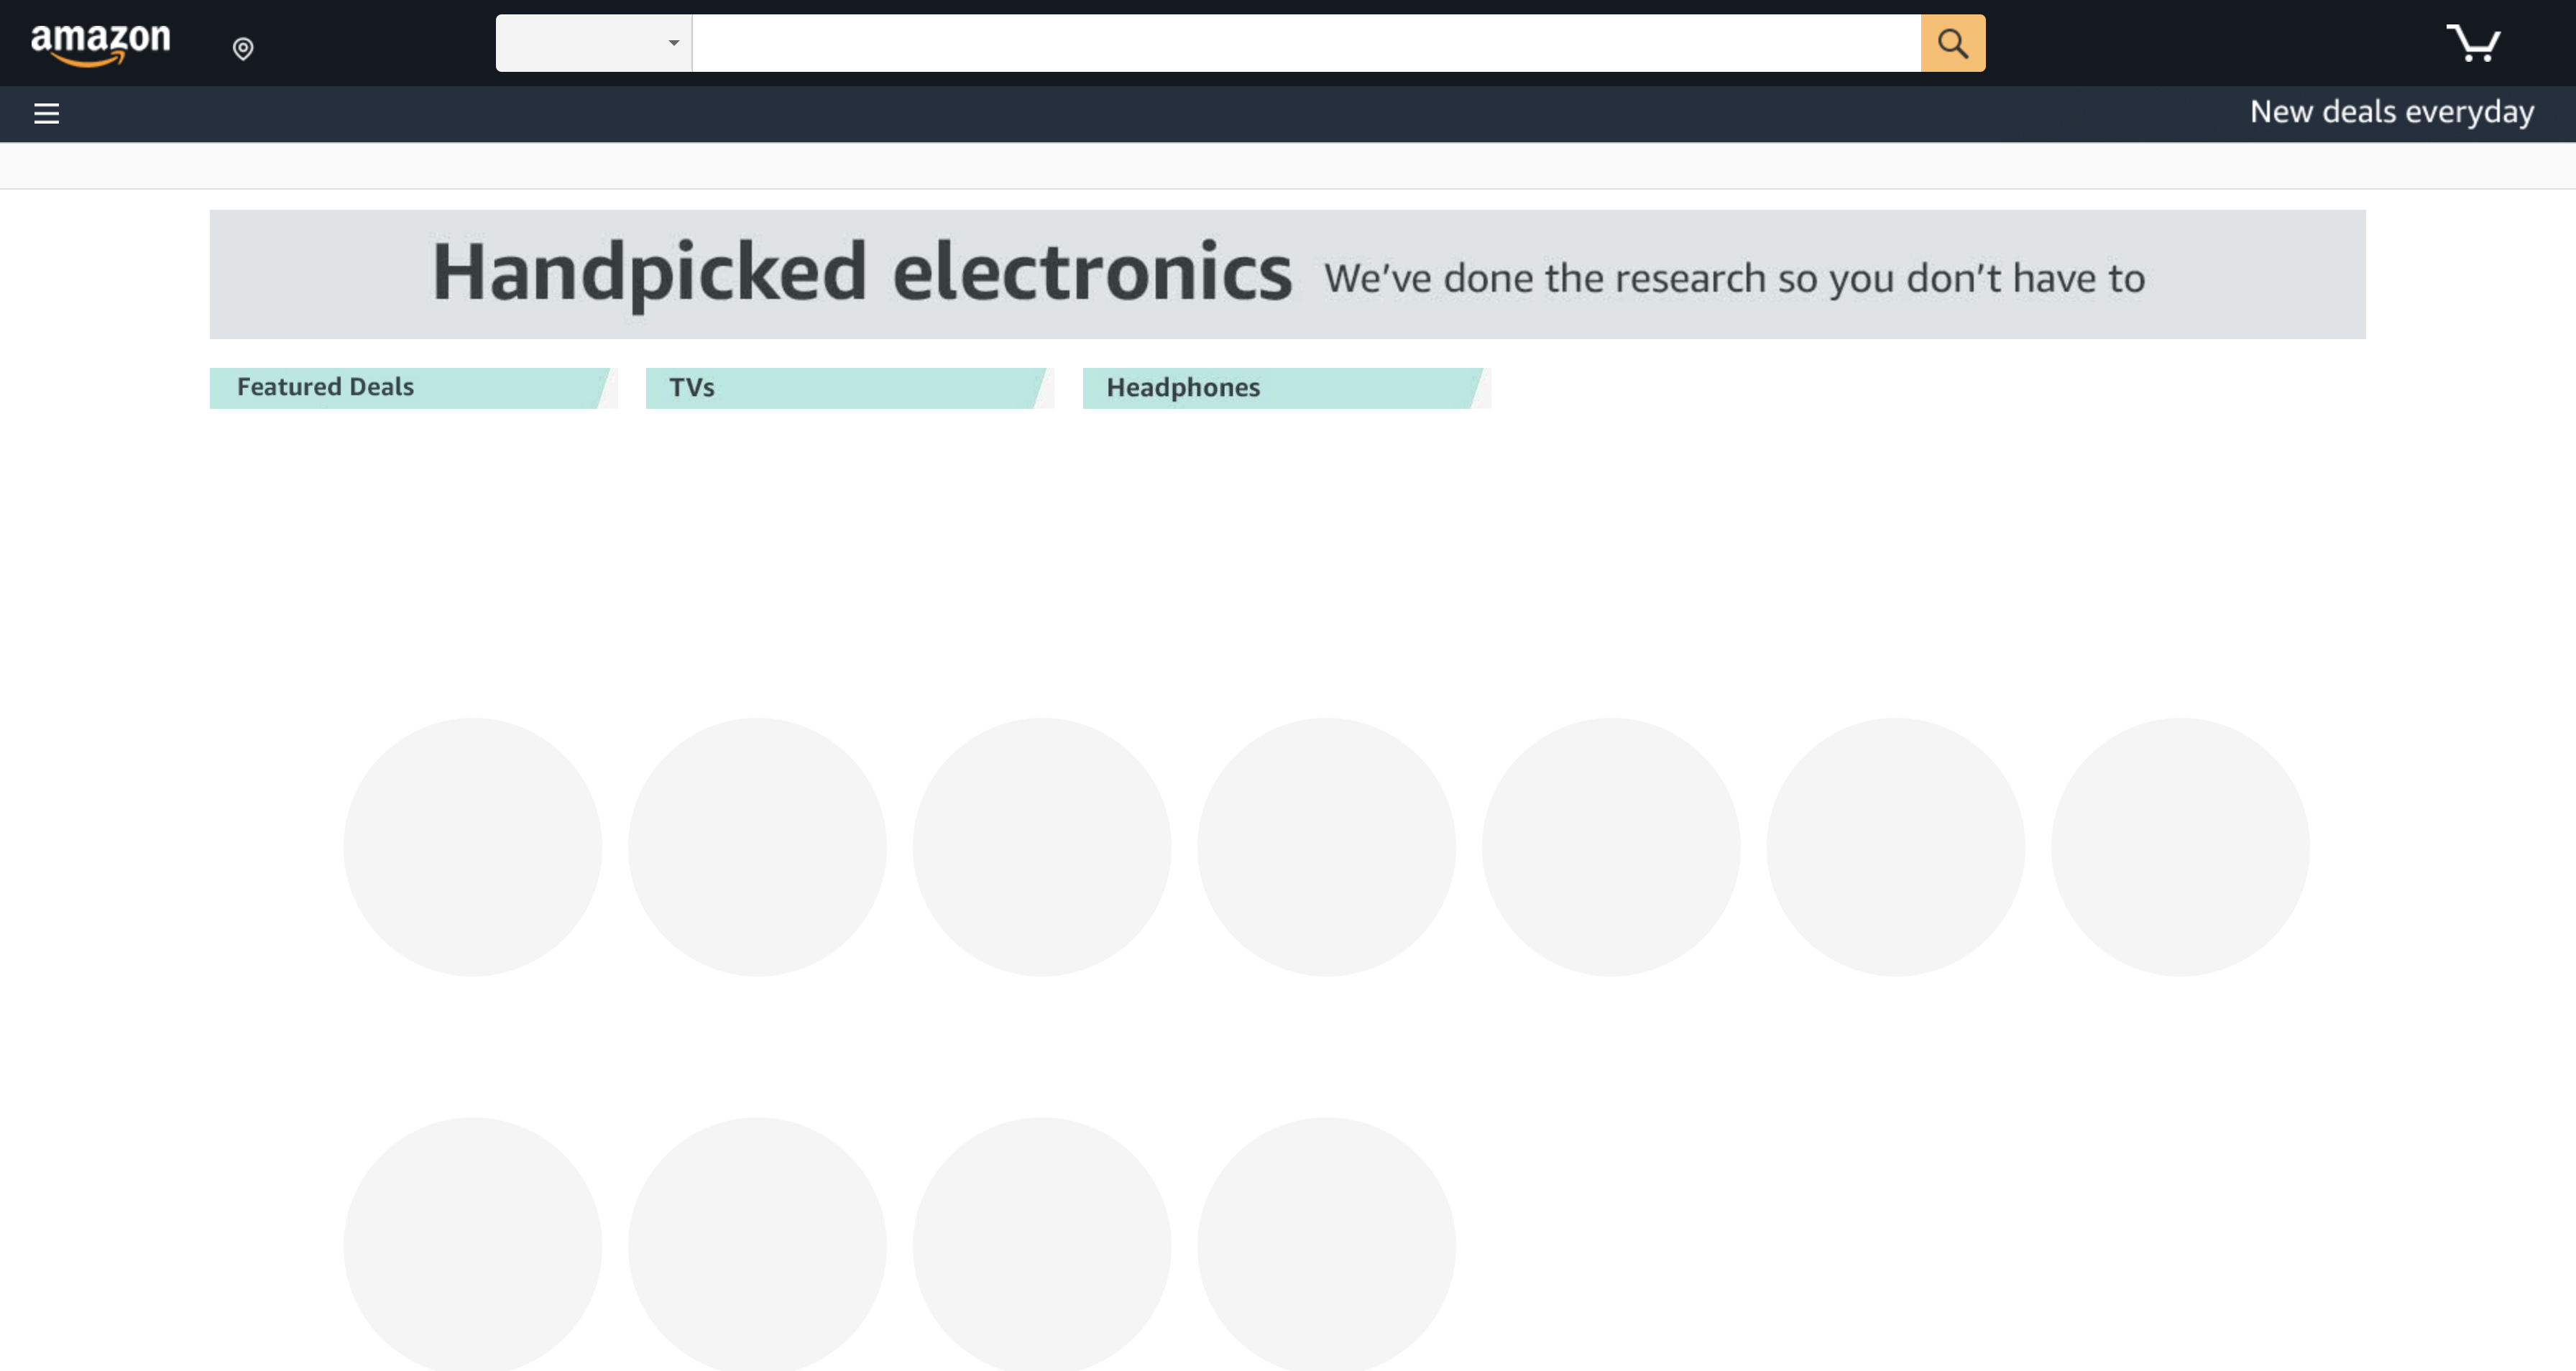 amazon
New deals everyday
Handpicked electronics We've done the research so you don't have to
Featured Deals
TVs
Headphones